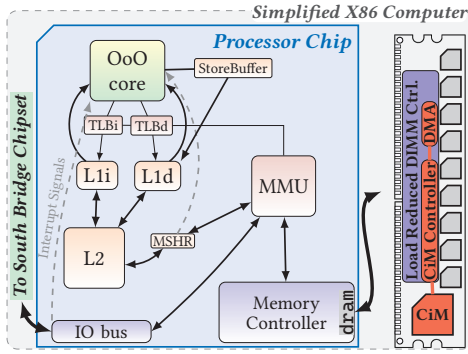 Simplified X86 Computer
Processor Chip
OoO
core
StoreBuffer
TLBi
TLBd
L1i
L1d
MMU
Interrupt Signals
To South Bridge Chipset
L2
MSHR
IO bus
Memory
Controller
dram
Load Reduced DIMM Ctrl.
CiM Controller
DMA
CiM